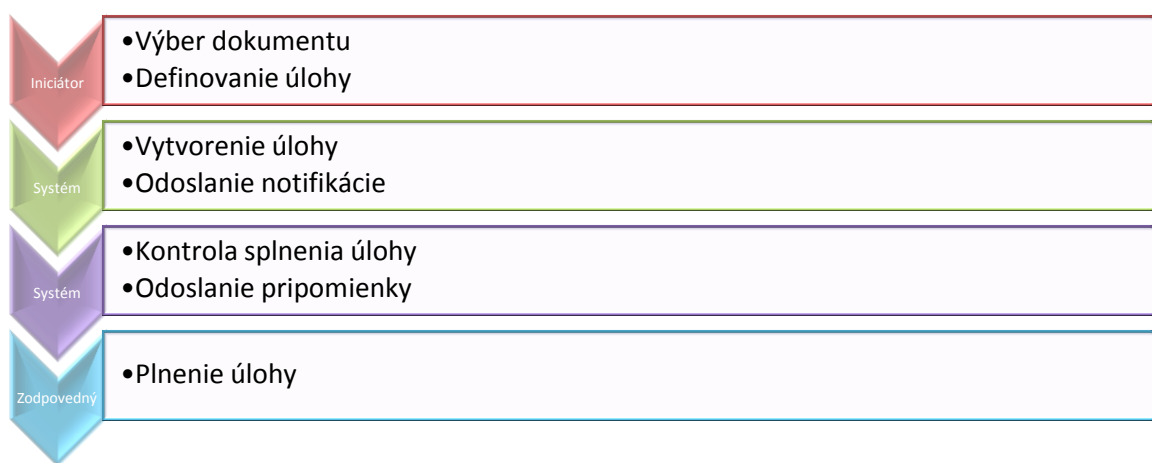 Iniciátor
•Výber dokumentu
•Definovanie úlohy
Systém
•Vytvorenie úlohy
•Odoslanie notifikácie
Systém
•Kontrola splnenia úlohy
•Odoslanie pripomienky
Zodpovedný
•Plnenie úlohy